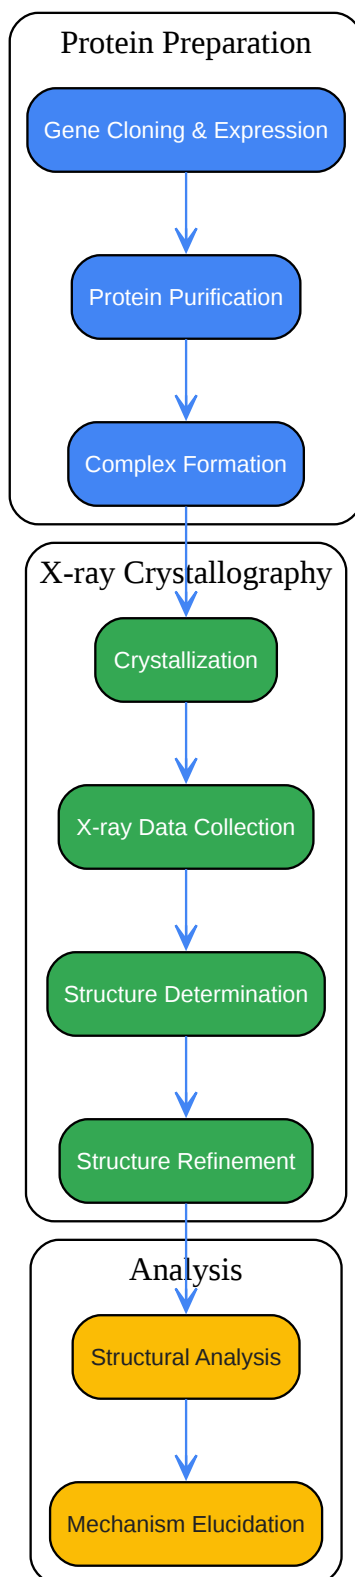 Protein Preparation
Gene Cloning & Expression
Protein Purification
Complex Formation
X-ray Crystallography
Crystallization
X-ray Data Collection
Structure Determination
Structure Refinement
Analysis
Structural Analysis
Mechanism Elucidation